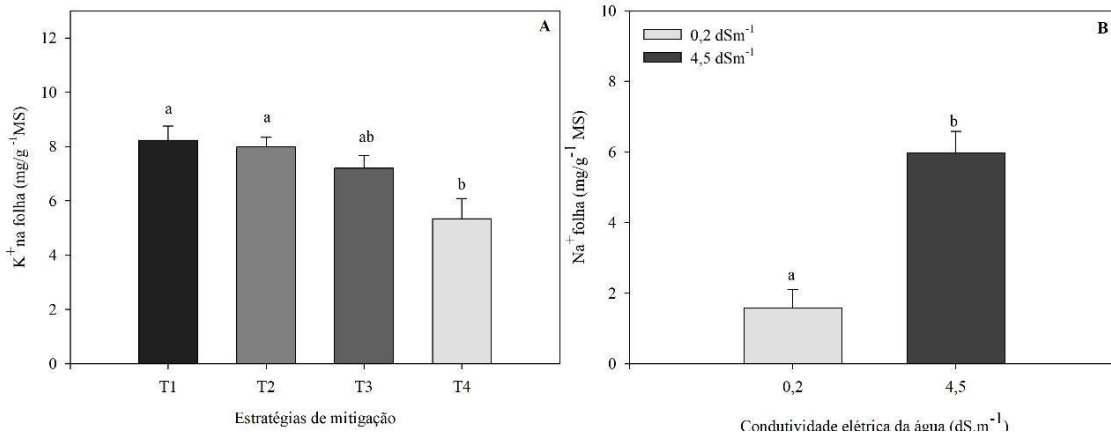 A
K⁺ na folha (mg/g⁻¹MS)
12
10
8
6
4
2
0
a
a
ab
b
T1
T2
T3
T4
Estratégias de mitigação
B
0,2 dSm⁻¹
4,5 dSm⁻¹
Na⁺ folha (mg/g⁻¹ MS)
10
8
6
4
2
0
a
b
0,2
4,5
Condutividade elétrica da água (dS.m⁻¹)